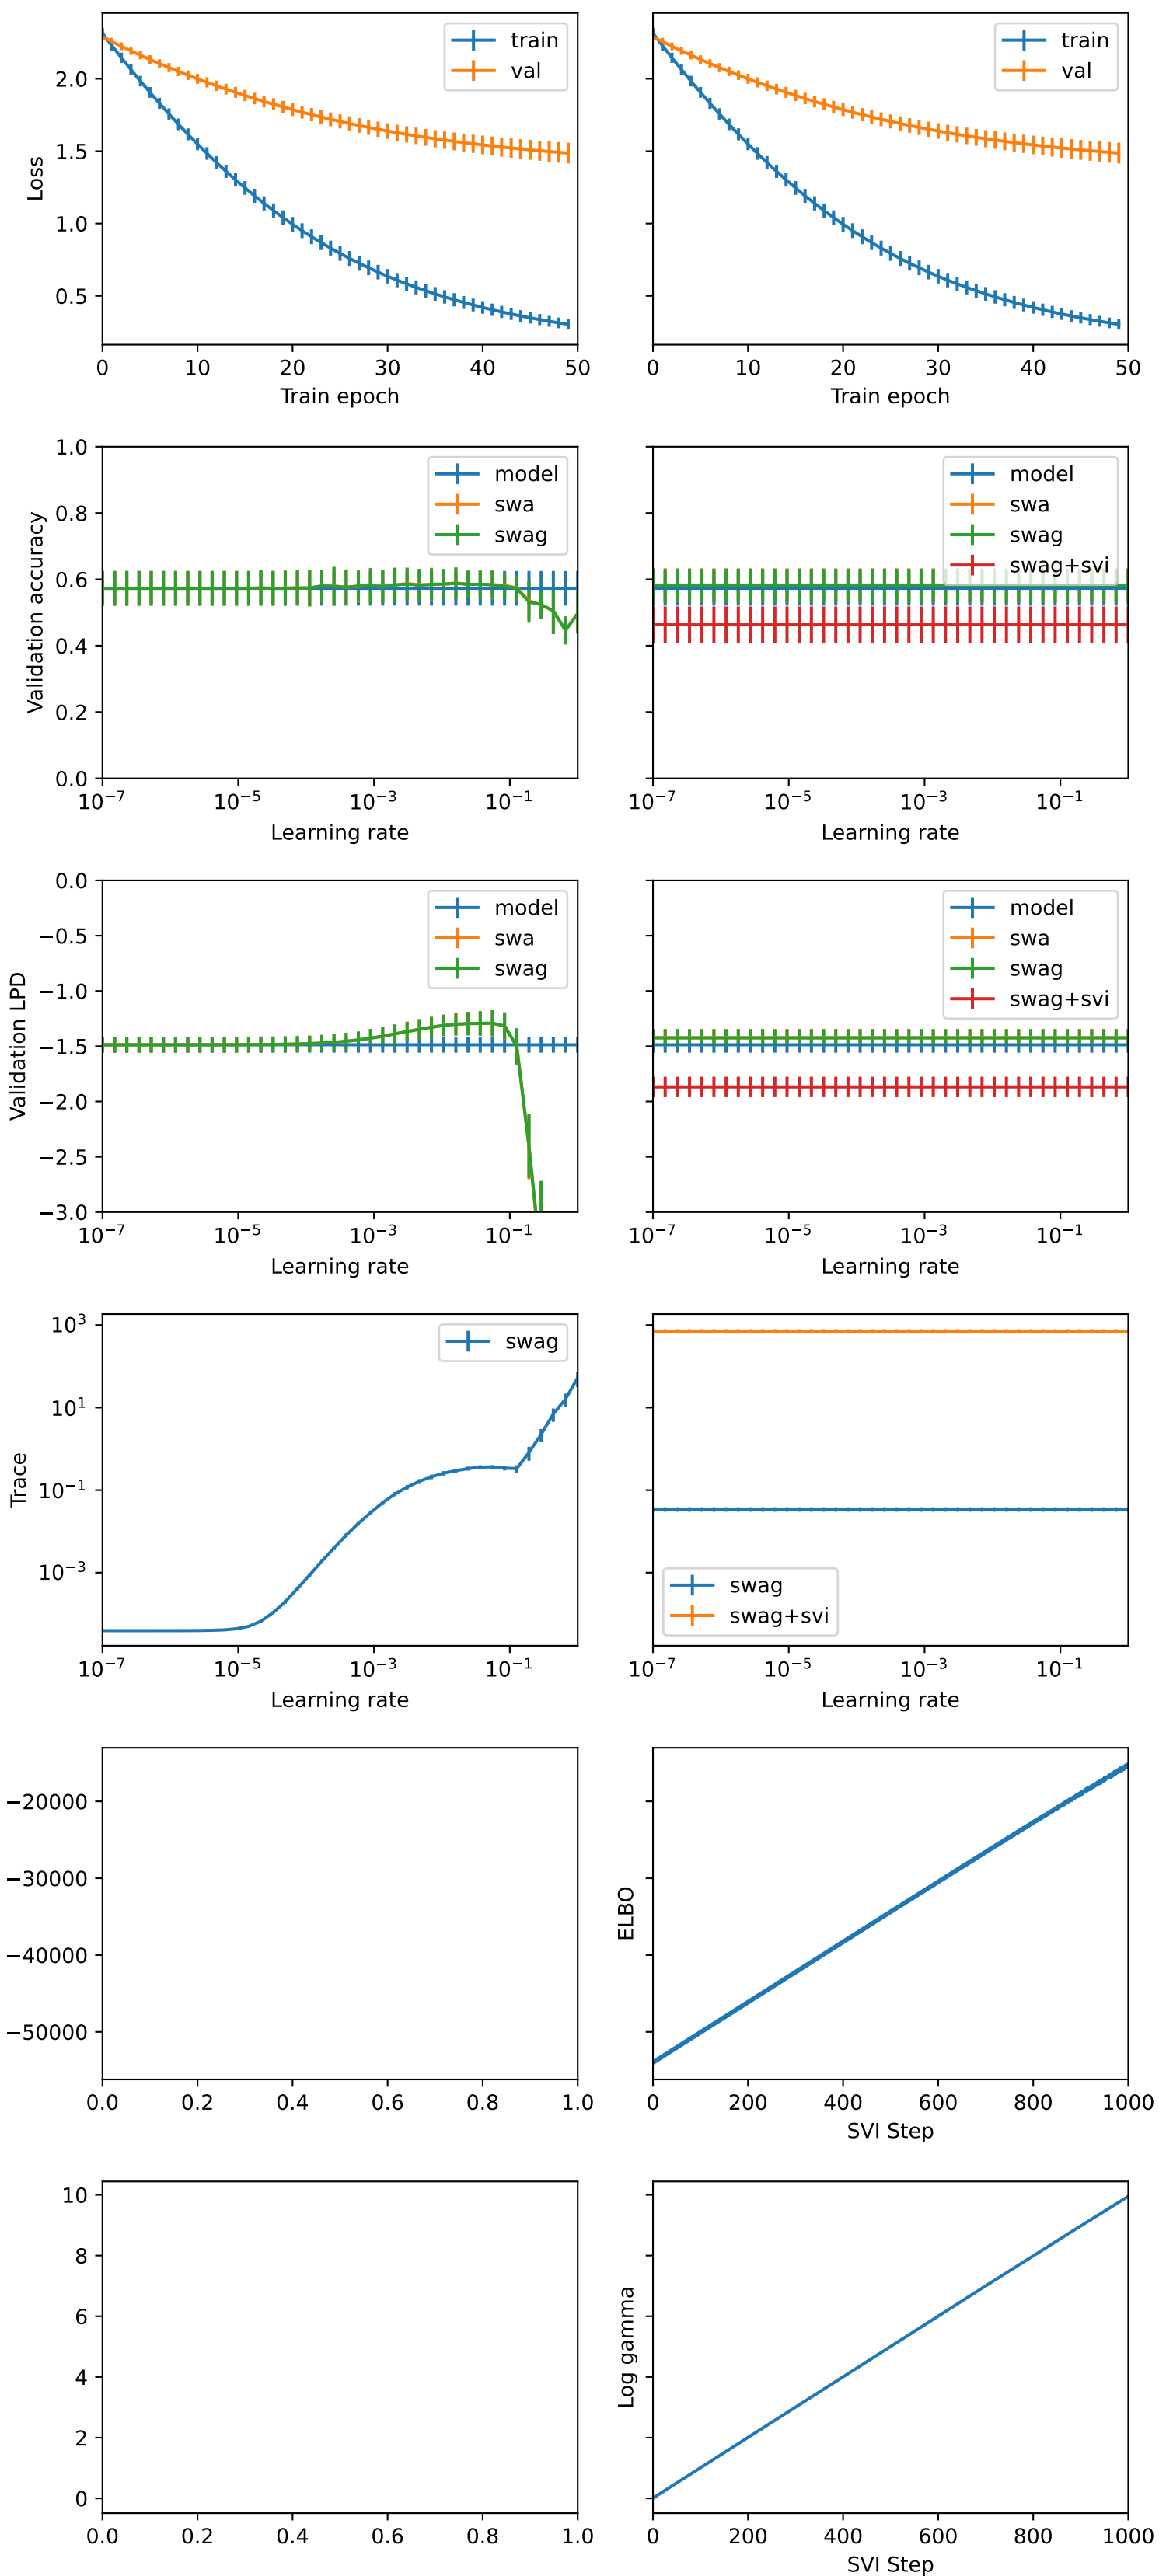 train
val
train
val
2.0
1.5
1.0
0.5
Loss
0 10 20 30 40 50
0 10 20 30 40 50
Train epoch
Train epoch
model
swa
swag
model
swa
swag
swag+svi
1.0
0.8
0.6
0.4
0.2
0.0
Validation accuracy
10⁻⁷ 10⁻⁵ 10⁻³ 10⁻¹
10⁻⁷ 10⁻⁵ 10⁻³ 10⁻¹
Learning rate
Learning rate
model
swa
swag
model
swa
swag
swag+svi
0.0
−0.5
−1.0
−1.5
−2.0
−2.5
−3.0
Validation LPD
10⁻⁷ 10⁻⁵ 10⁻³ 10⁻¹
10⁻⁷ 10⁻⁵ 10⁻³ 10⁻¹
Learning rate
Learning rate
swag
10³
10¹
10⁻¹
10⁻³
Trace
swag
swag+svi
10⁻⁷ 10⁻⁵ 10⁻³ 10⁻¹
10⁻⁷ 10⁻⁵ 10⁻³ 10⁻¹
Learning rate
Learning rate
−20000
−30000
−40000
−50000
ELBO
0.0 0.2 0.4 0.6 0.8 1.0
0 200 400 600 800 1000
SVI Step
10
8
6
4
2
0
Log gamma
0.0 0.2 0.4 0.6 0.8 1.0
0 200 400 600 800 1000
SVI Step